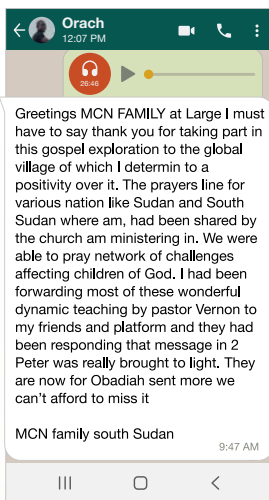 Orach
12:07 PM
26:46
Greetings MCN FAMILY at Large I must
have to say thank you for taking part in
this gospel exploration to the global
village of which I determin to a
positivity over it. The prayers line for
various nation like Sudan and South
Sudan where am, had been shared by
the church am ministering in. We were
able to pray network of challenges
affecting children of God. I had been
forwarding most of these wonderful
dynamic teaching by pastor Vernon to
my friends and platform and they had
been responding that message in 2
Peter was really brought to light. They
are now for Obadiah sent more we
can't afford to miss it
MCN family south Sudan
9:47 AM